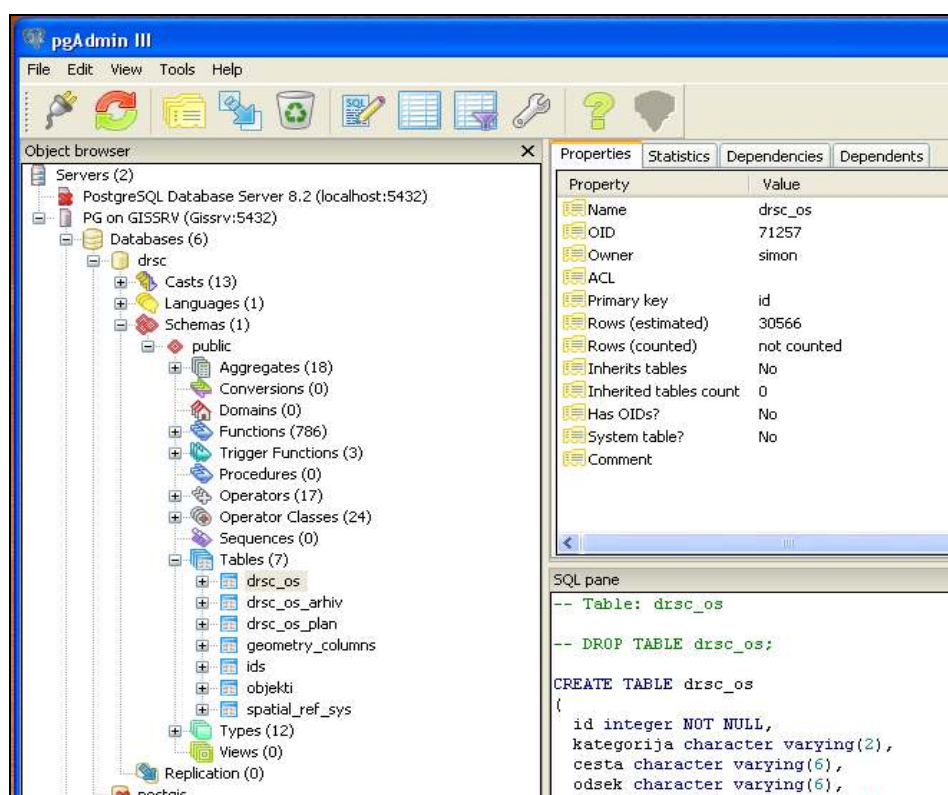 pgAdmin III
File Edit View Tools Help
SQL
Object browser
Servers (2)
PostgreSQL Database Server 8.2 (localhost:5432)
PG on GISSRV (Gissrv:5432)
Databases (6)
drsc
Casts (13)
Languages (1)
Schemas (1)
public
Aggregates (18)
Conversions (0)
Domains (0)
Functions (786)
Trigger Functions (3)
Procedures (0)
Operators (17)
Operator Classes (24)
Sequences (0)
Tables (7)
drsc_os
drsc_os_arhiv
drsc_os_plan
geometry_columns
ids
objekti
spatial_ref_sys
Types (12)
Views (0)
Replication (0)
postgis
Properties Statistics Dependencies Dependents
Property Value
Name drsc_os
OID 71257
Owner simon
ACL
Primary key id
Rows (estimated) 30566
Rows (counted) not counted
Inherits tables No
Inherited tables count 0
Has OIDs? No
System table? No
Comment
SQL pane
-- Table: drsc_os
-- DROP TABLE drsc_os;
CREATE TABLE drsc_os
(
id integer NOT NULL,
kategorija character varying(2),
cesta character varying(6),
odsek character varying(6),